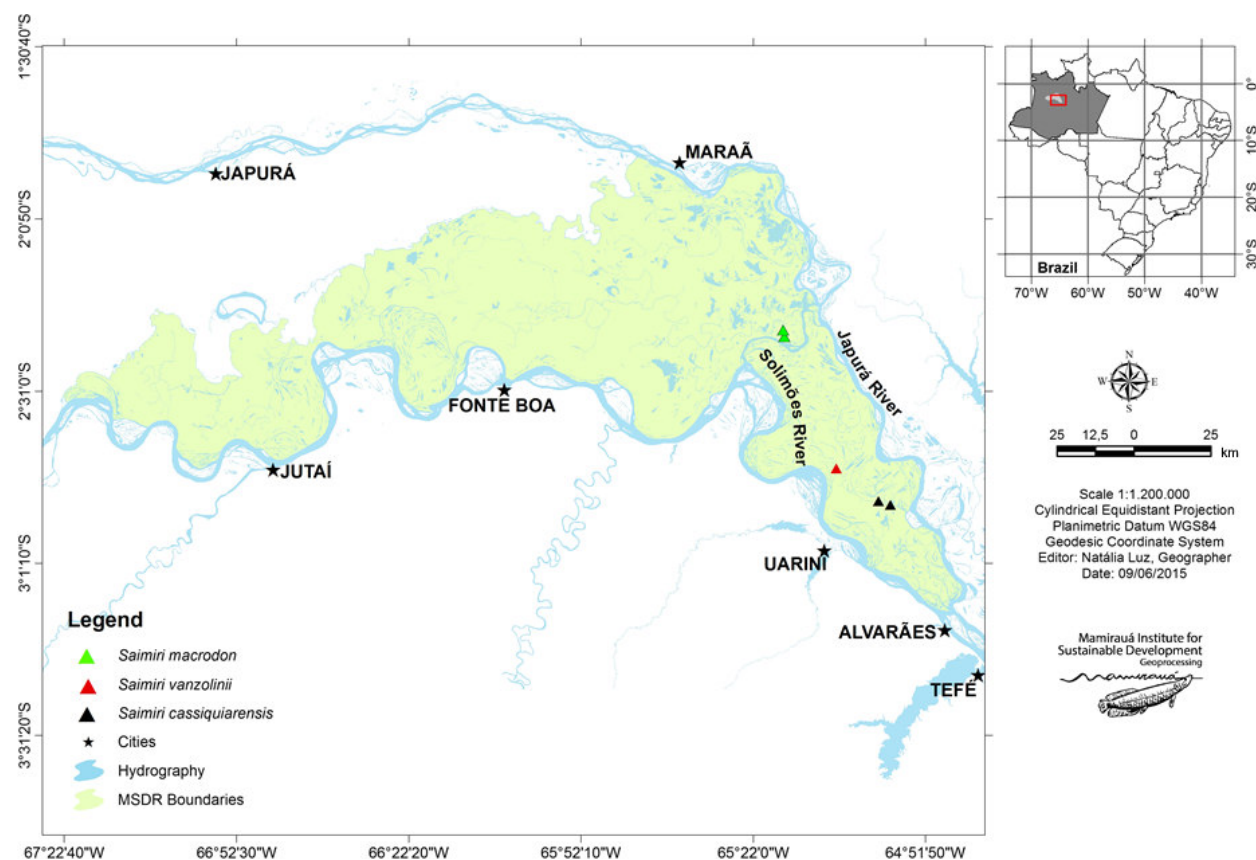 1°30'40"S
2°0'50"S
2°31'0"S
3°1'10"S
3°31'20"S
JAPURÁ
MARAÃ
FONTE BOA
JUTAÍ
Solimões River
Japurá River
UARINI
ALVARÃES
TEFÉ
Legend
Saimiri macrodon
Saimiri vanzolinii
Saimiri cassiquiarensis
Cities
Hydrography
MSDR Boundaries
67°22'40"W
66°52'30"W
66°22'20"W
65°52'10"W
65°22'0"W
64°51'50"W
0°
10°S
20°S
30°S
Brazil
70°W 60°W 50°W 40°W
N
W E
S
25 12,5 0 25
km
Scale 1:1.200.000
Cylindrical Equidistant Projection
Planimetric Datum WGS84
Geodesic Coordinate System
Editor: Natália Luz, Geographer
Date: 09/06/2015
Mamirauá Institute for
Sustainable Development
Geoprocessing
mamirauá